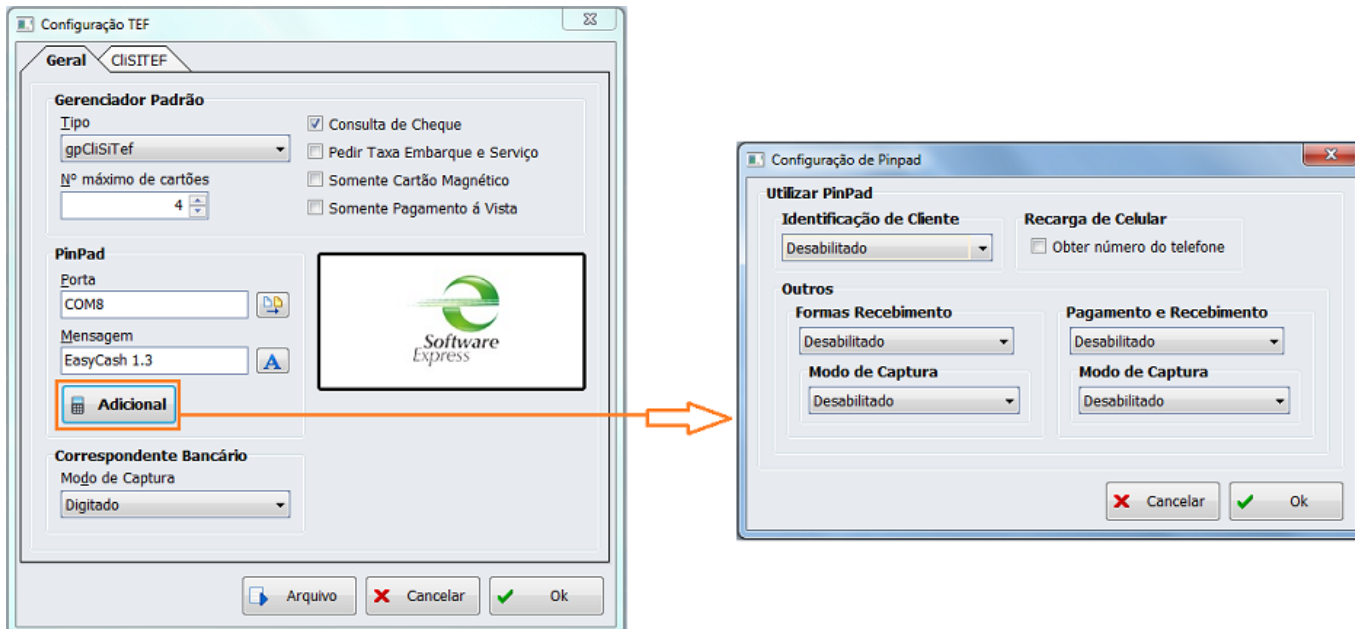 Configuração TEF
Geral CliSITEF
Gerenciador Padrão
Tipo
gpCliSiTef
Nº máximo de cartões
4
Consulta de Cheque
Pedir Taxa Embarque e Serviço
Somente Cartão Magnético
Somente Pagamento á Vista
PinPad
Porta
COM8
Mensagem
EasyCash 1.3
A
Adicional
Software
Express
Correspondente Bancário
Modo de Captura
Digitado
Arquivo Cancelar Ok
Configuração de Pinpad
Utilizar PinPad
Identificação de Cliente
Desabilitado
Recarga de Celular
Obter número do telefone
Outros
Formas Recebimento
Desabilitado
Modo de Captura
Desabilitado
Pagamento e Recebimento
Desabilitado
Modo de Captura
Desabilitado
Cancelar Ok